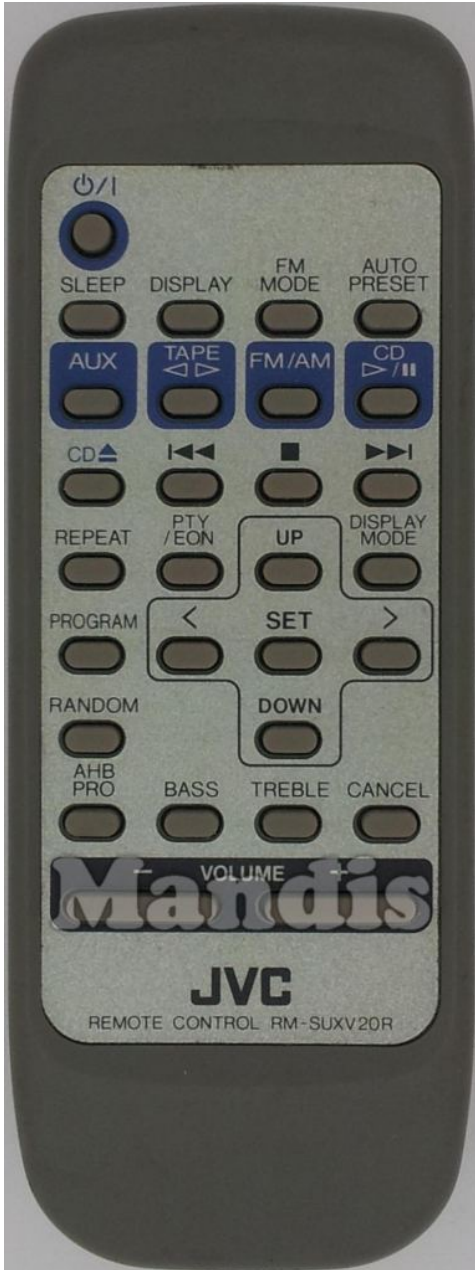 ⏻/I
SLEEP DISPLAY FM MODE AUTO PRESET
AUX TAPE ◁ ▷ FM/AM CD ▷/⏸
CD⏏ I◀◀ ■ ▶▶I
REPEAT PTY /EON UP DISPLAY MODE
PROGRAM < SET >
RANDOM DOWN
AHB PRO BASS TREBLE CANCEL
− VOLUME +
Mandis
JVC
REMOTE CONTROL RM-SUXV20R